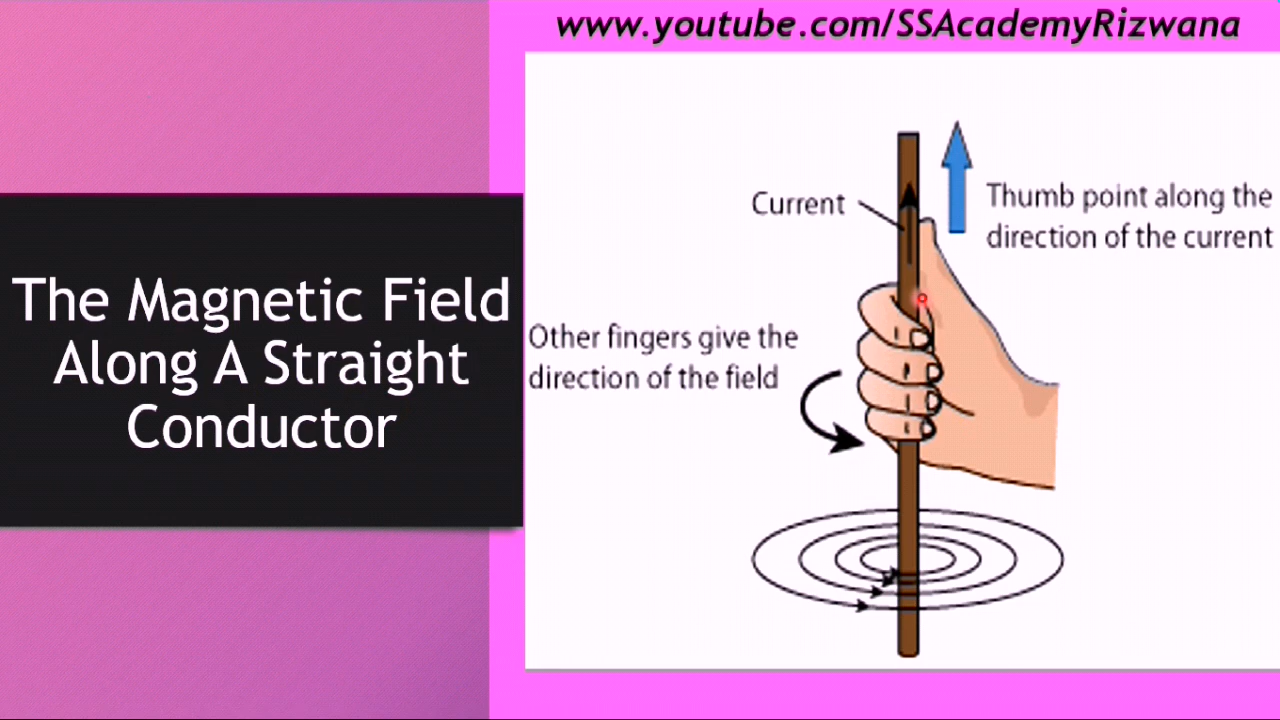 www.youtube.com/SSAcademyRizwana
The Magnetic Field
Along A Straight
Conductor
Current
Thumb point along the
direction of the current
Other fingers give the
direction of the field